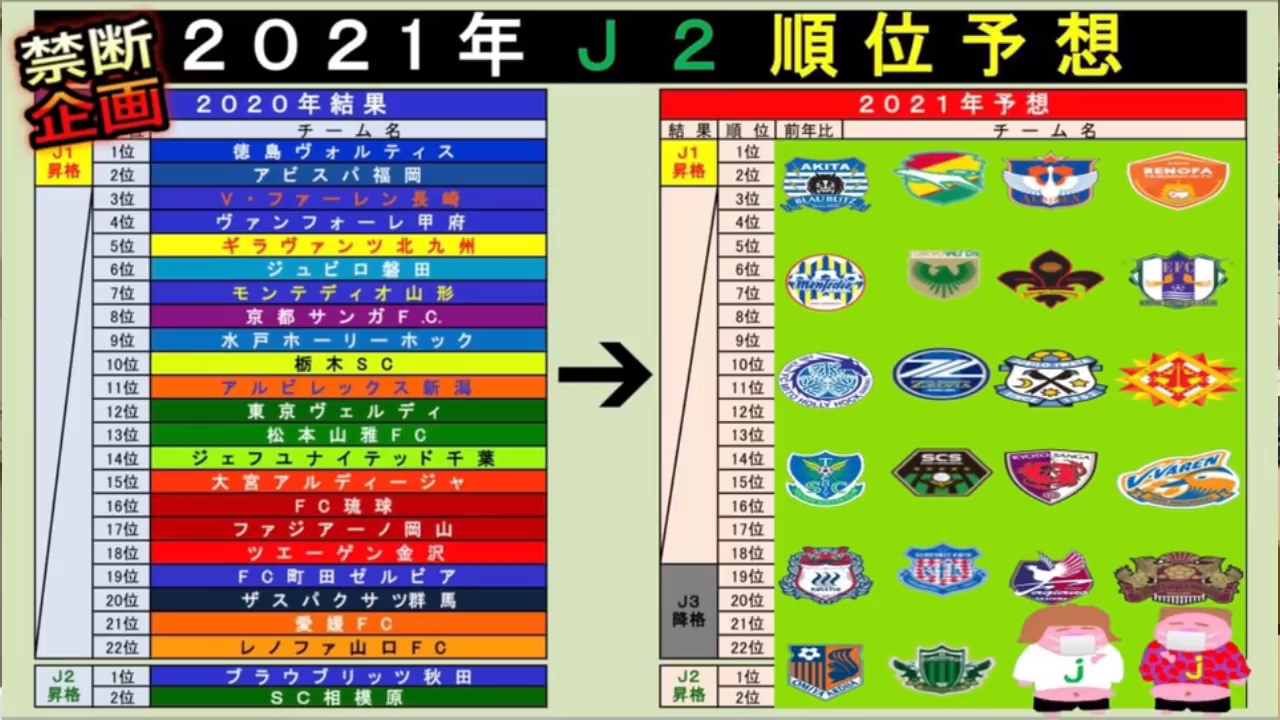 禁断
企画
2021年 J2 順位予想
2020年結果
チーム名
J1
昇格
1位 徳島ヴォルティス
2位 アビスパ福岡
3位 V・ファーレン長崎
4位 ヴァンフォーレ甲府
5位 ギラヴァンツ北九州
6位 ジュビロ磐田
7位 モンテディオ山形
8位 京都サンガF.C.
9位 水戸ホーリーホック
10位 栃木SC
11位 アルビレックス新潟
12位 東京ヴェルディ
13位 松本山雅FC
14位 ジェフユナイテッド千葉
15位 大宮アルディージャ
16位 FC琉球
17位 ファジアーノ岡山
18位 ツエーゲン金沢
19位 FC町田ゼルビア
20位 ザスパクサツ群馬
21位 愛媛FC
22位 レノファ山口FC
J2
昇格
1位 ブラウブリッツ秋田
2位 SC相模原
2021年予想
結果 順位 前年比 チーム名
J1
昇格
1位
2位
3位
4位
5位
6位
7位
8位
9位
10位
11位
12位
13位
14位
15位
16位
17位
18位
J3
降格
19位
20位
21位
22位
J2
昇格
1位
2位
AKITA
BLAUBLITZ
RENOFA
Montedio
EFC
Zelvia
SCS
KYOTO SANGA
V-VAREN
J
J